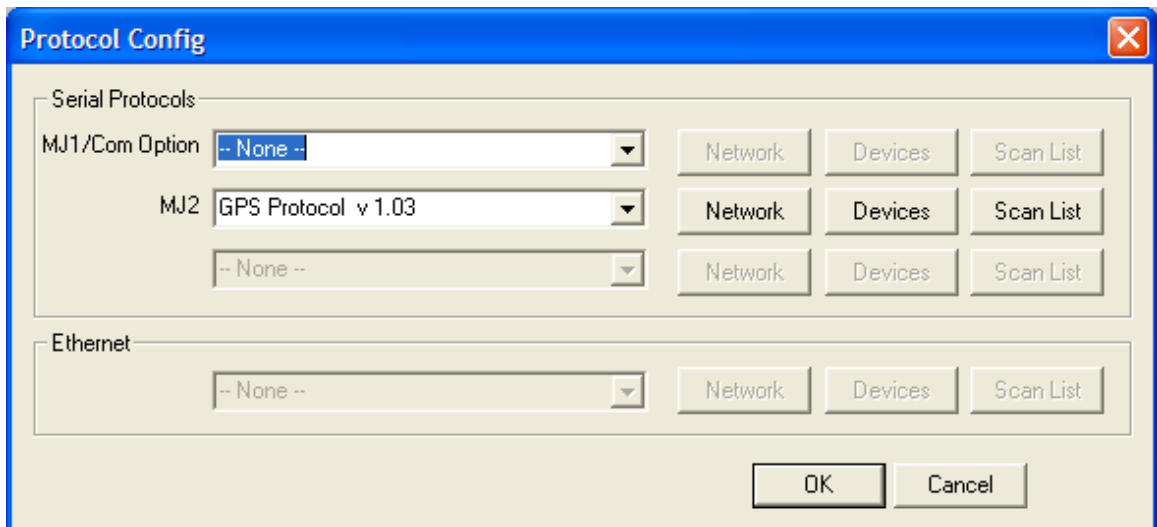 Protocol Config
Serial Protocols
MJ1/Com Option -- None -- Network Devices Scan List
MJ2 GPS Protocol v 1.03 Network Devices Scan List
-- None -- Network Devices Scan List
Ethernet
-- None -- Network Devices Scan List
OK Cancel